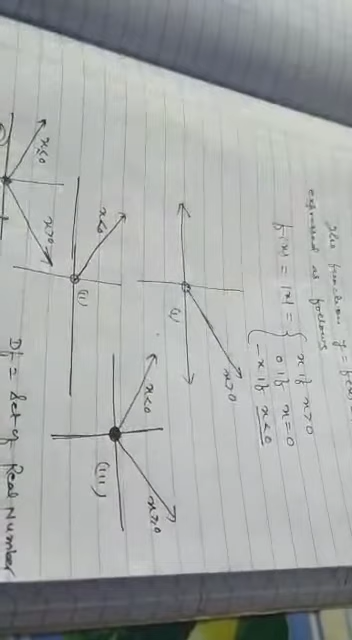 The function y = f(x) =
expressed as follows
f(x) = |x| = { x if x > 0
0 if x = 0
-x if x < 0
x > 0
(i)
x < 0
(ii)
x < 0
x ≥ 0
(iii)
x ≤ 0
x > 0
Df = Set of Real Number